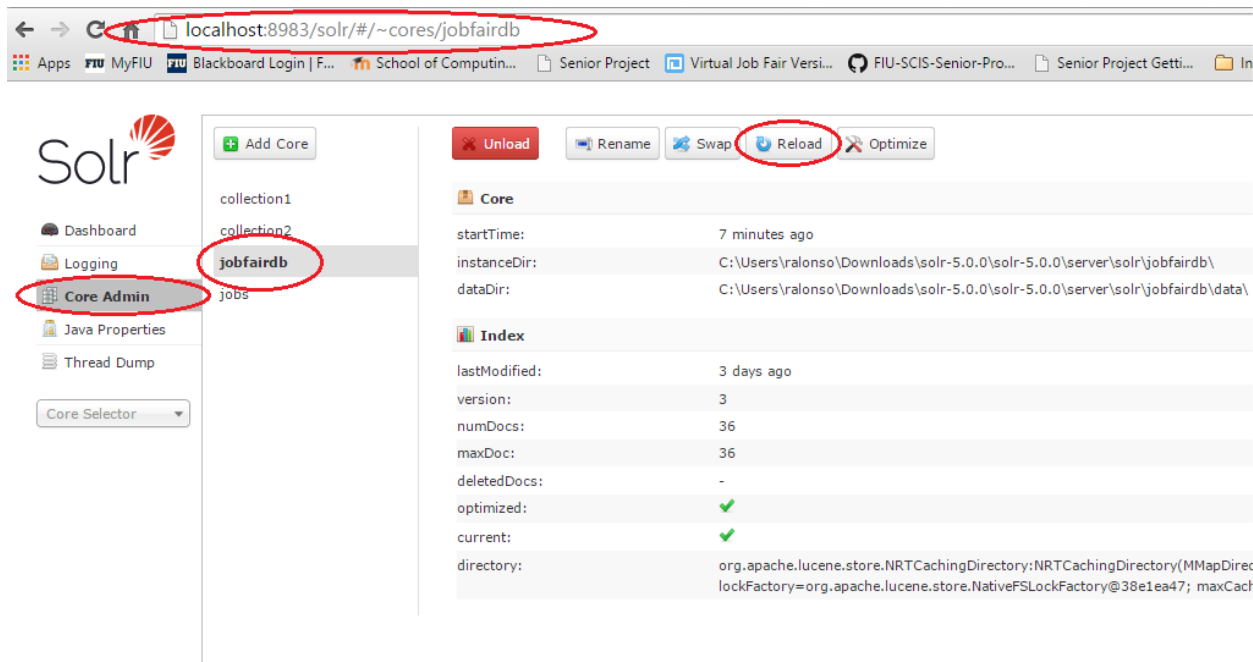 localhost:8983/solr/#/~cores/jobfairdb
Apps FIU MyFIU FIU Blackboard Login | F... School of Computin... Senior Project Virtual Job Fair Versi... FIU-SCIS-Senior-Pro... Senior Project Getti... In
Solr
Dashboard
Logging
Core Admin
Java Properties
Thread Dump
Core Selector
Add Core
collection1
collection2
jobfairdb
jobs
Unload Rename Swap Reload Optimize
Core
startTime: 7 minutes ago
instanceDir: C:\Users\ralonso\Downloads\solr-5.0.0\solr-5.0.0\server\solr\jobfairdb\
dataDir: C:\Users\ralonso\Downloads\solr-5.0.0\solr-5.0.0\server\solr\jobfairdb\data\
Index
lastModified: 3 days ago
version: 3
numDocs: 36
maxDoc: 36
deletedDocs: -
optimized:
current:
directory: org.apache.lucene.store.NRTCachingDirectory:NRTCachingDirectory(MMapDirec
lockFactory=org.apache.lucene.store.NativeFSLockFactory@38e1ea47; maxCach